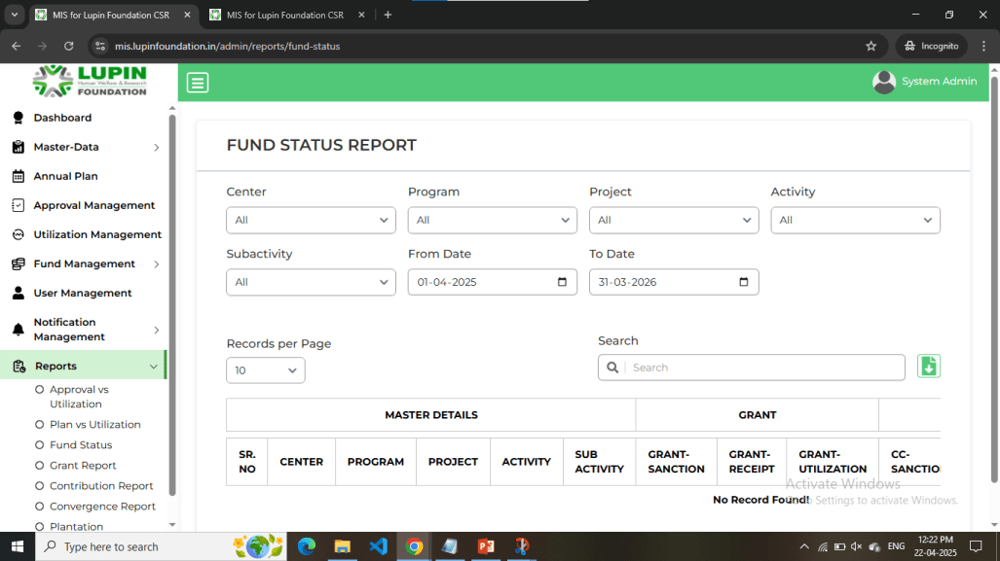 MIS for Lupin Foundation CSR
MIS for Lupin Foundation CSR
mis.lupinfoundation.in/admin/reports/fund-status
Incognito
LUPIN
Human Welfare & Research
FOUNDATION
System Admin
Dashboard
Master-Data
Annual Plan
Approval Management
Utilization Management
Fund Management
User Management
Notification
Management
Reports
Approval vs
Utilization
Plan vs Utilization
Fund Status
Grant Report
Contribution Report
Convergence Report
Plantation
FUND STATUS REPORT
Center Program Project Activity
All All All All
Subactivity From Date To Date
All 01-04-2025 31-03-2026
Records per Page Search
10 Search
MASTER DETAILS GRANT
SR. NO CENTER PROGRAM PROJECT ACTIVITY SUB ACTIVITY GRANT-SANCTION GRANT-RECEIPT GRANT-UTILIZATION CC-SANCTIO
No Record Found!
Activate Windows
Go to Settings to activate Windows.
Type here to search
ENG
12:22 PM
22-04-2025